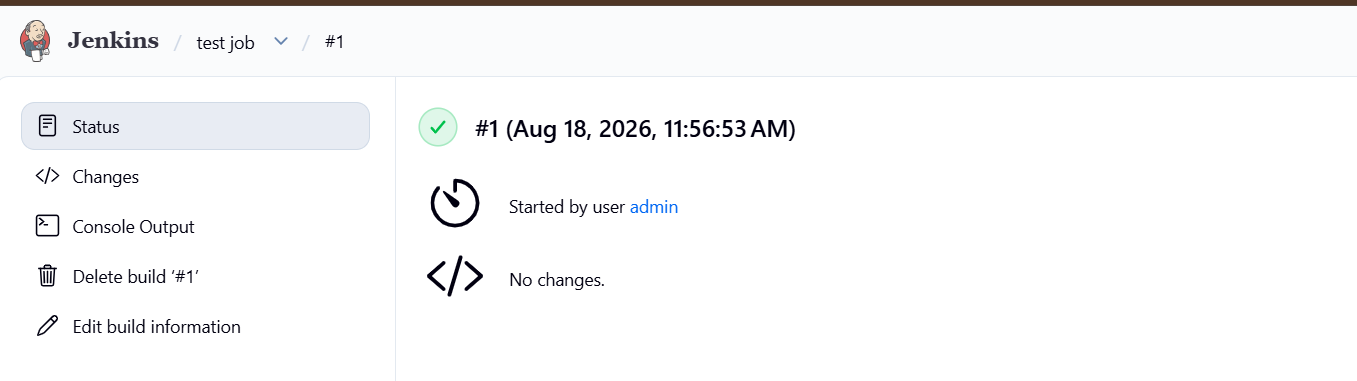 Jenkins / test job / #1
Status
Changes
Console Output
Delete build ‘#1’
Edit build information
#1 (Aug 18, 2026, 11:56:53 AM)
Started by user admin
No changes.